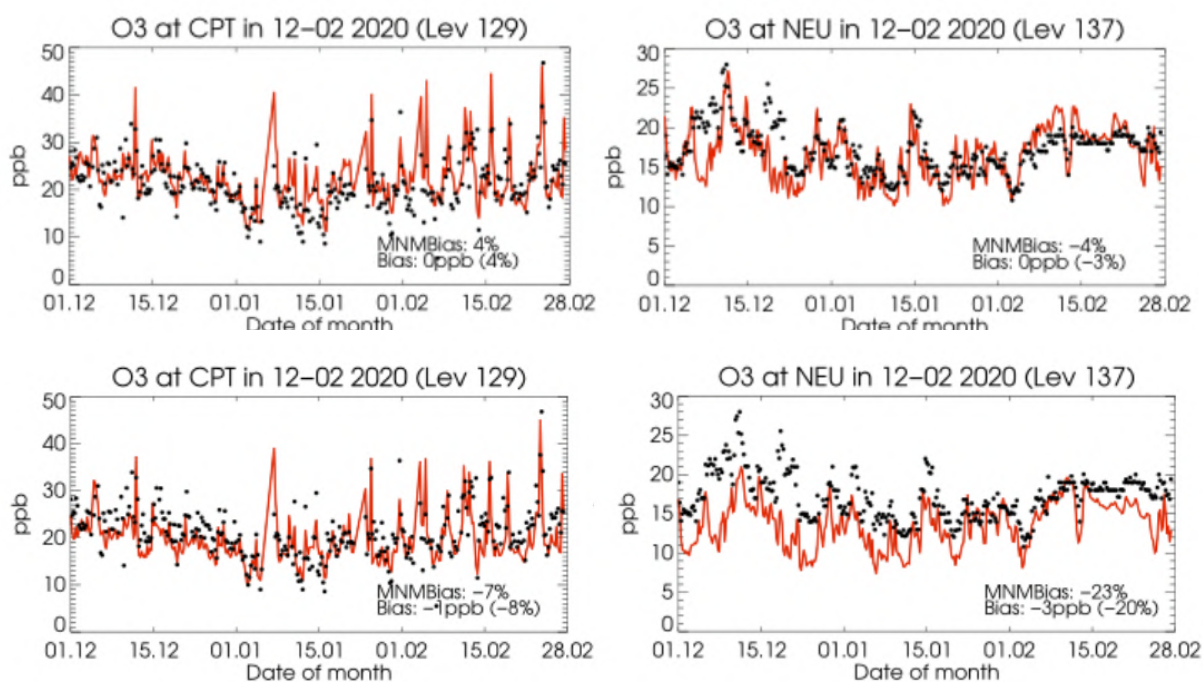 O3 at CPT in 12–02 2020 (Lev 129)
50
40
30
20
10
0
ppb
MNMBias: 4%
Bias: 0ppb (4%)
01.12 15.12 01.01 15.01 01.02 15.02 28.02
Date of month
O3 at NEU in 12–02 2020 (Lev 137)
30
25
20
15
10
5
0
ppb
MNMBias: –4%
Bias: 0ppb (–3%)
01.12 15.12 01.01 15.01 01.02 15.02 28.02
Date of month
O3 at CPT in 12–02 2020 (Lev 129)
50
40
30
20
10
0
ppb
MNMBias: –7%
Bias: –1ppb (–8%)
01.12 15.12 01.01 15.01 01.02 15.02 28.02
Date of month
O3 at NEU in 12–02 2020 (Lev 137)
30
25
20
15
10
5
0
ppb
MNMBias: –23%
Bias: –3ppb (–20%)
01.12 15.12 01.01 15.01 01.02 15.02 28.02
Date of month